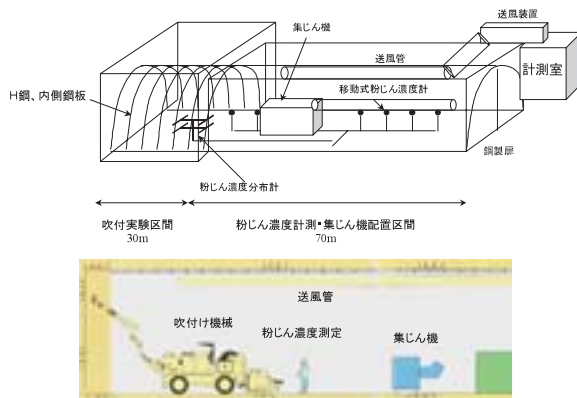 送風装置
集じん機
送風管
計測室
移動式粉じん濃度計
H鋼、内側鋼板
鋼製扉
粉じん濃度分布計
吹付実験区間
30m
粉じん濃度計測・集じん機配置区間
70m
送風管
吹付け機械
粉じん濃度測定
集じん機